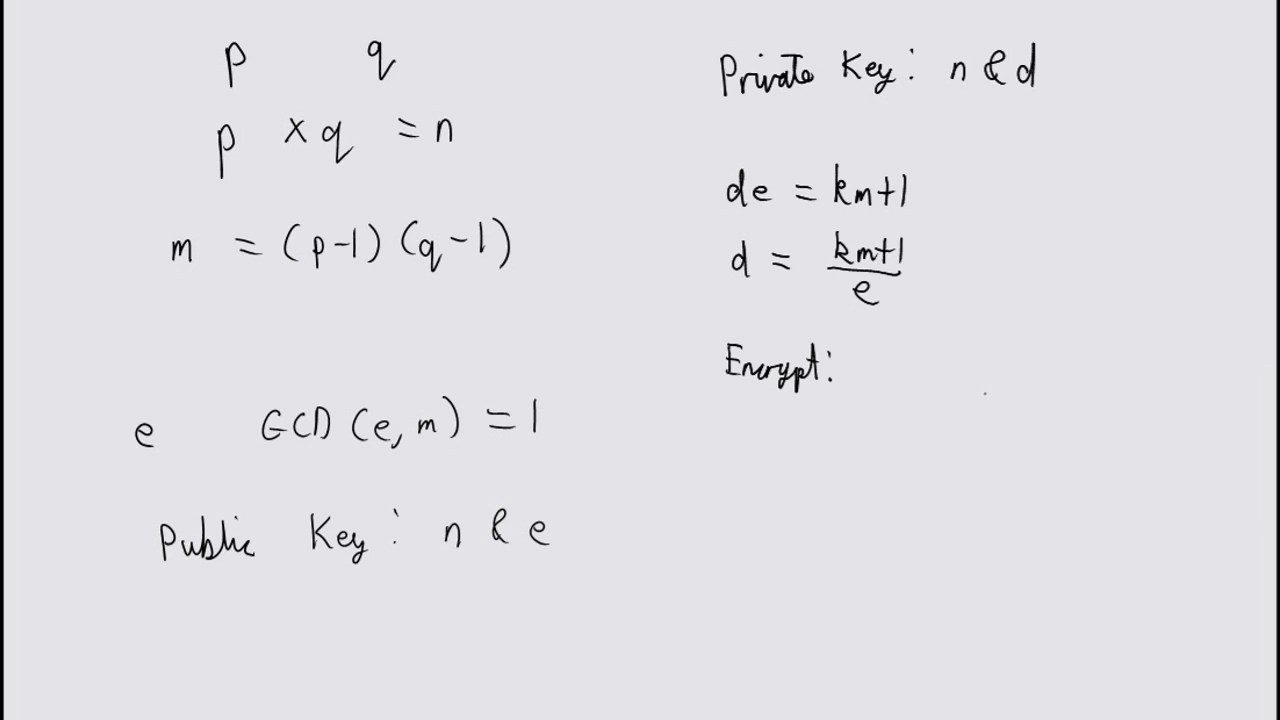 p q
p × q = n
m = (p-1) (q-1)
e GCD (e, m) = 1
Public Key: n & e
Private Key: n & d
de = km+1
d = km+1
e
Encrypt: